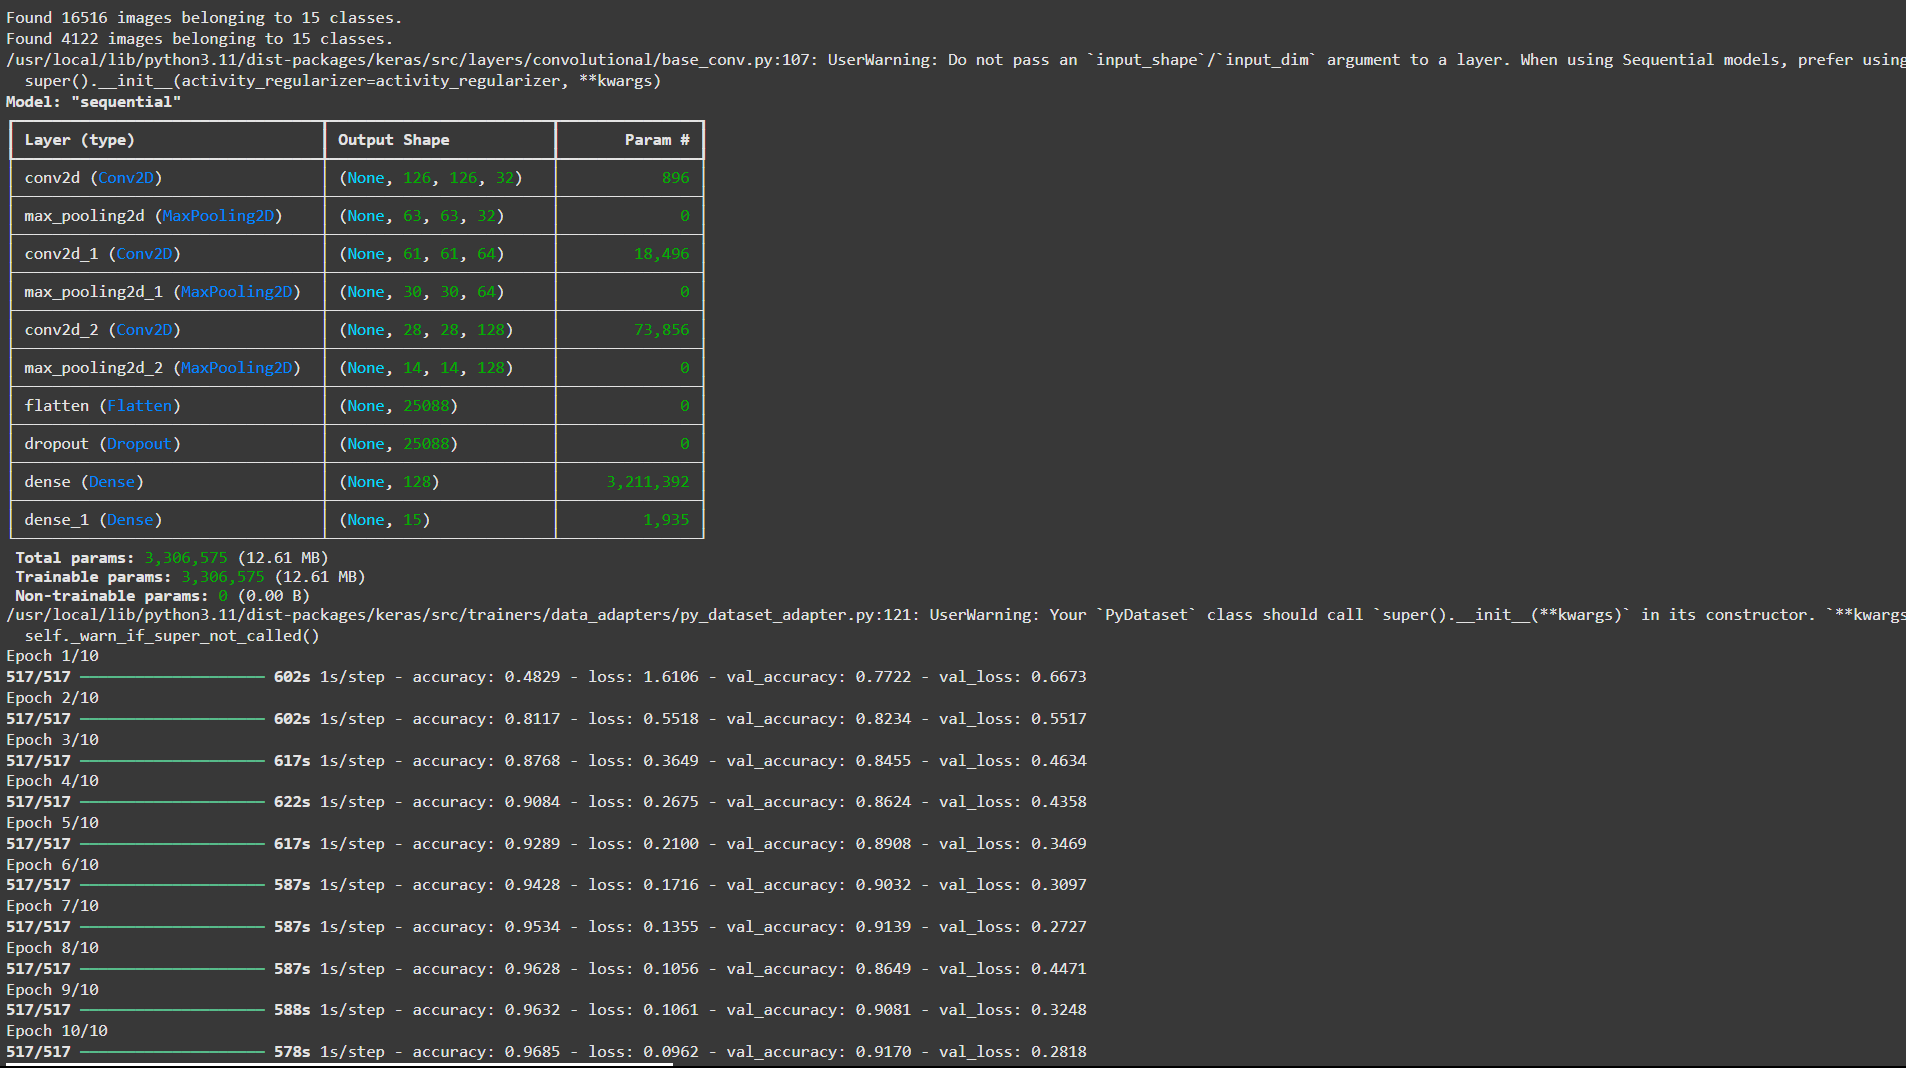 Found 16516 images belonging to 15 classes.
Found 4122 images belonging to 15 classes.
/usr/local/lib/python3.11/dist-packages/keras/src/layers/convolutional/base_conv.py:107: UserWarning: Do not pass an `input_shape`/`input_dim` argument to a layer. When using Sequential models, prefer using
super().__init__(activity_regularizer=activity_regularizer, **kwargs)
Model: "sequential"
Layer (type) Output Shape Param #
conv2d (Conv2D) (None, 126, 126, 32) 896
max_pooling2d (MaxPooling2D) (None, 63, 63, 32) 0
conv2d_1 (Conv2D) (None, 61, 61, 64) 18,496
max_pooling2d_1 (MaxPooling2D) (None, 30, 30, 64) 0
conv2d_2 (Conv2D) (None, 28, 28, 128) 73,856
max_pooling2d_2 (MaxPooling2D) (None, 14, 14, 128) 0
flatten (Flatten) (None, 25088) 0
dropout (Dropout) (None, 25088) 0
dense (Dense) (None, 128) 3,211,392
dense_1 (Dense) (None, 15) 1,935
Total params: 3,306,575 (12.61 MB)
Trainable params: 3,306,575 (12.61 MB)
Non-trainable params: 0 (0.00 B)
/usr/local/lib/python3.11/dist-packages/keras/src/trainers/data_adapters/py_dataset_adapter.py:121: UserWarning: Your `PyDataset` class should call `super().__init__(**kwargs)` in its constructor. `**kwargs
self._warn_if_super_not_called()
Epoch 1/10
517/517 602s 1s/step - accuracy: 0.4829 - loss: 1.6106 - val_accuracy: 0.7722 - val_loss: 0.6673
Epoch 2/10
517/517 602s 1s/step - accuracy: 0.8117 - loss: 0.5518 - val_accuracy: 0.8234 - val_loss: 0.5517
Epoch 3/10
517/517 617s 1s/step - accuracy: 0.8768 - loss: 0.3649 - val_accuracy: 0.8455 - val_loss: 0.4634
Epoch 4/10
517/517 622s 1s/step - accuracy: 0.9084 - loss: 0.2675 - val_accuracy: 0.8624 - val_loss: 0.4358
Epoch 5/10
517/517 617s 1s/step - accuracy: 0.9289 - loss: 0.2100 - val_accuracy: 0.8908 - val_loss: 0.3469
Epoch 6/10
517/517 587s 1s/step - accuracy: 0.9428 - loss: 0.1716 - val_accuracy: 0.9032 - val_loss: 0.3097
Epoch 7/10
517/517 587s 1s/step - accuracy: 0.9534 - loss: 0.1355 - val_accuracy: 0.9139 - val_loss: 0.2727
Epoch 8/10
517/517 587s 1s/step - accuracy: 0.9628 - loss: 0.1056 - val_accuracy: 0.8649 - val_loss: 0.4471
Epoch 9/10
517/517 588s 1s/step - accuracy: 0.9632 - loss: 0.1061 - val_accuracy: 0.9081 - val_loss: 0.3248
Epoch 10/10
517/517 578s 1s/step - accuracy: 0.9685 - loss: 0.0962 - val_accuracy: 0.9170 - val_loss: 0.2818